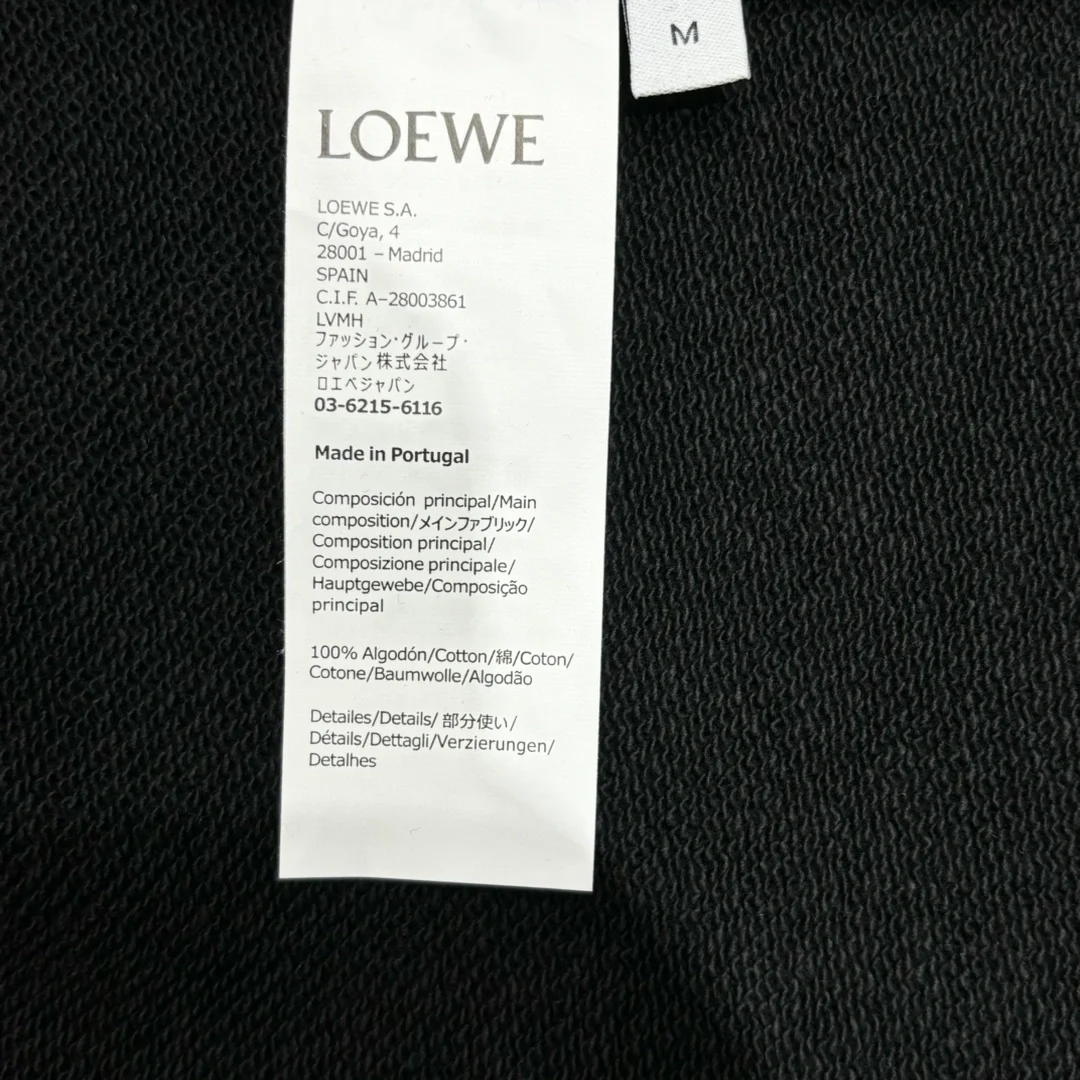 M
LOEWE
LOEWE S.A.
C/Goya, 4
28001 – Madrid
SPAIN
C.I.F. A–28003861
LVMH
ファッション・グループ・
ジャパン株式会社
ロエベジャパン
03-6215-6116
Made in Portugal
Composición principal/Main
composition/メインファブリック/
Composition principal/
Composizione principale/
Hauptgewebe/Composição
principal
100% Algodón/Cotton/綿/Coton/
Cotone/Baumwolle/Algodão
Detailes/Details/ 部分使い/
Détails/Dettagli/Verzierungen/
Detalhes